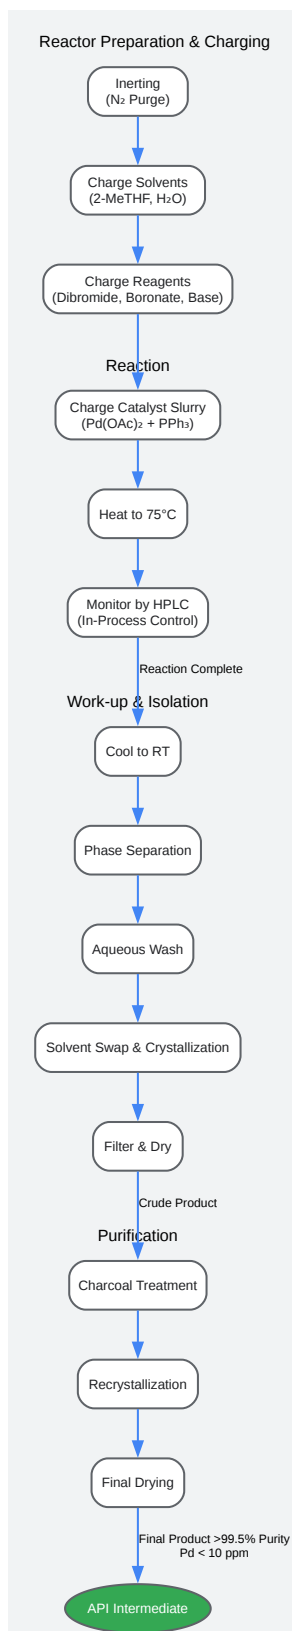 Reactor Preparation & Charging
Inerting
(N₂ Purge)
Charge Solvents
(2-MeTHF, H₂O)
Charge Reagents
(Dibromide, Boronate, Base)
Reaction
Charge Catalyst Slurry
(Pd(OAc)₂ + PPh₃)
Heat to 75°C
Monitor by HPLC
(In-Process Control)
Reaction Complete
Work-up & Isolation
Cool to RT
Phase Separation
Aqueous Wash
Solvent Swap & Crystallization
Filter & Dry
Crude Product
Purification
Charcoal Treatment
Recrystallization
Final Drying
Final Product >99.5% Purity
Pd < 10 ppm
API Intermediate